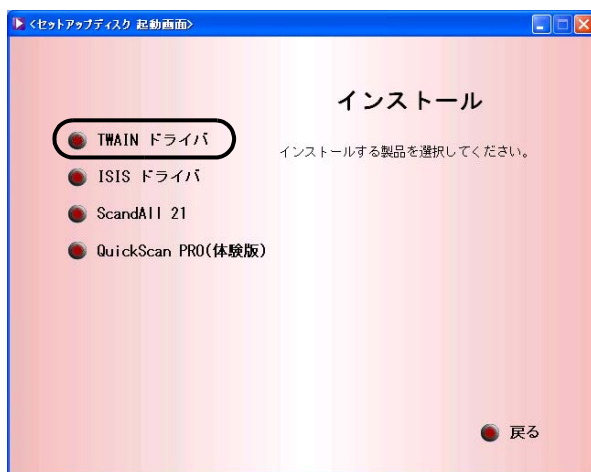 <セットアップディスク 起動画面>
インストール
インストールする製品を選択してください。
TWAIN ドライバ
ISIS ドライバ
ScandAll 21
QuickScan PRO(体験版)
戻る